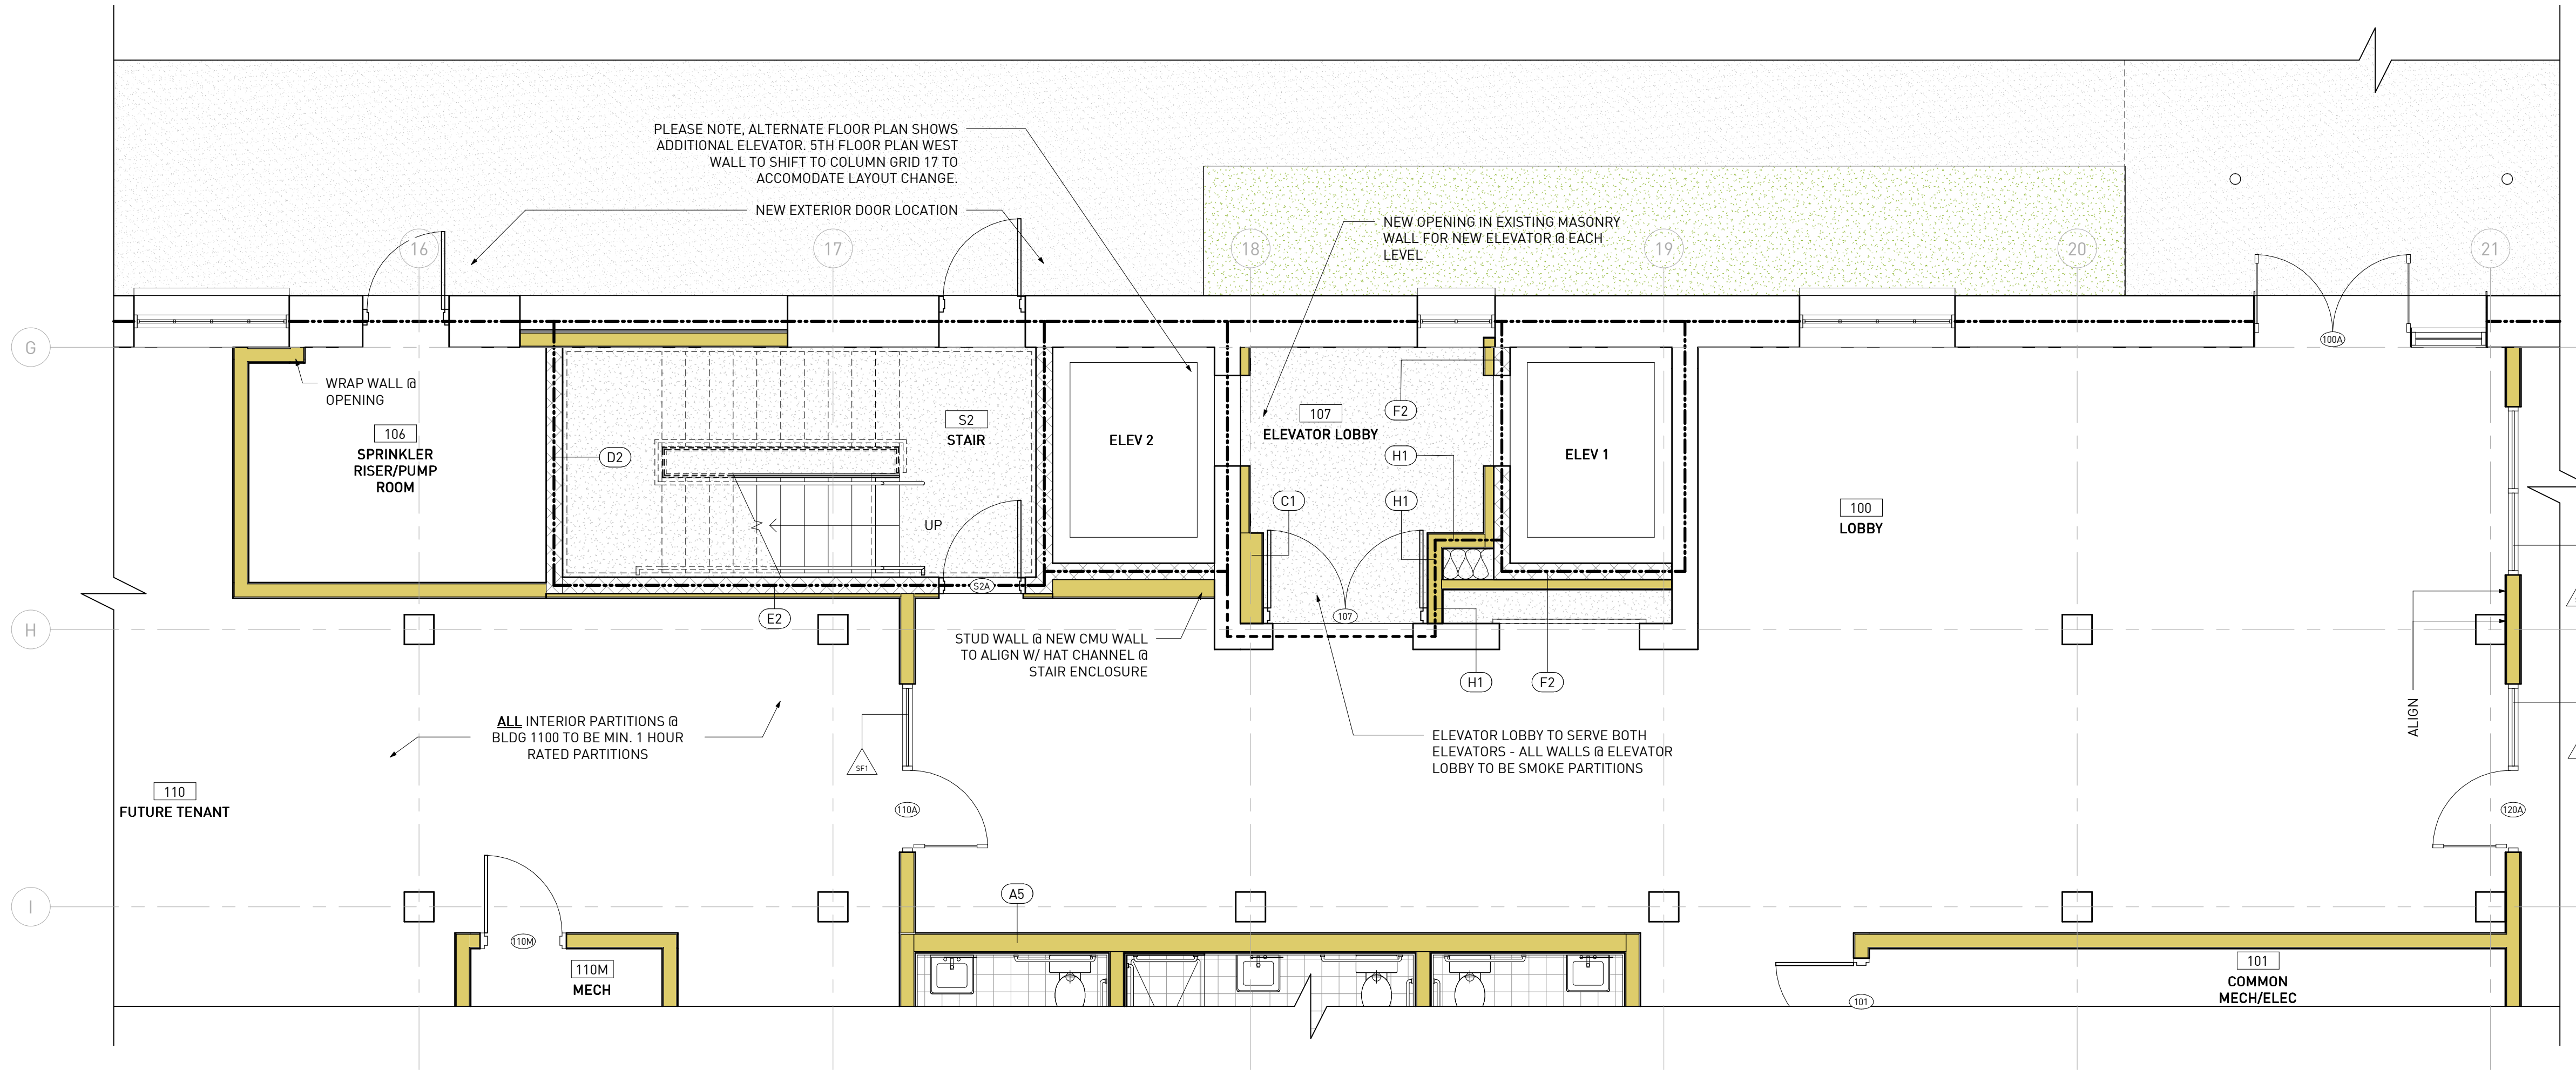 PLEASE NOTE, ALTERNATE FLOOR PLAN SHOWS
ADDITIONAL ELEVATOR. 5TH FLOOR PLAN WEST
WALL TO SHIFT TO COLUMN GRID 17 TO
ACCOMODATE LAYOUT CHANGE.
NEW EXTERIOR DOOR LOCATION
NEW OPENING IN EXISTING MASONRY
WALL FOR NEW ELEVATOR @ EACH
LEVEL
16
17
18
19
20
21
G
100A
WRAP WALL @
OPENING
106
SPRINKLER
RISER/PUMP
ROOM
D2
S2
STAIR
UP
ELEV 2
107
ELEVATOR LOBBY
F2
H1
H1
C1
ELEV 1
100
LOBBY
S2A
E2
107
H
STUD WALL @ NEW CMU WALL
TO ALIGN W/ HAT CHANNEL @
STAIR ENCLOSURE
H1
F2
ALIGN
ALL INTERIOR PARTITIONS @
BLDG 1100 TO BE MIN. 1 HOUR
RATED PARTITIONS
SF1
ELEVATOR LOBBY TO SERVE BOTH
ELEVATORS - ALL WALLS @ ELEVATOR
LOBBY TO BE SMOKE PARTITIONS
110
FUTURE TENANT
110A
120A
I
A5
110M
110M
MECH
101
101
COMMON
MECH/ELEC